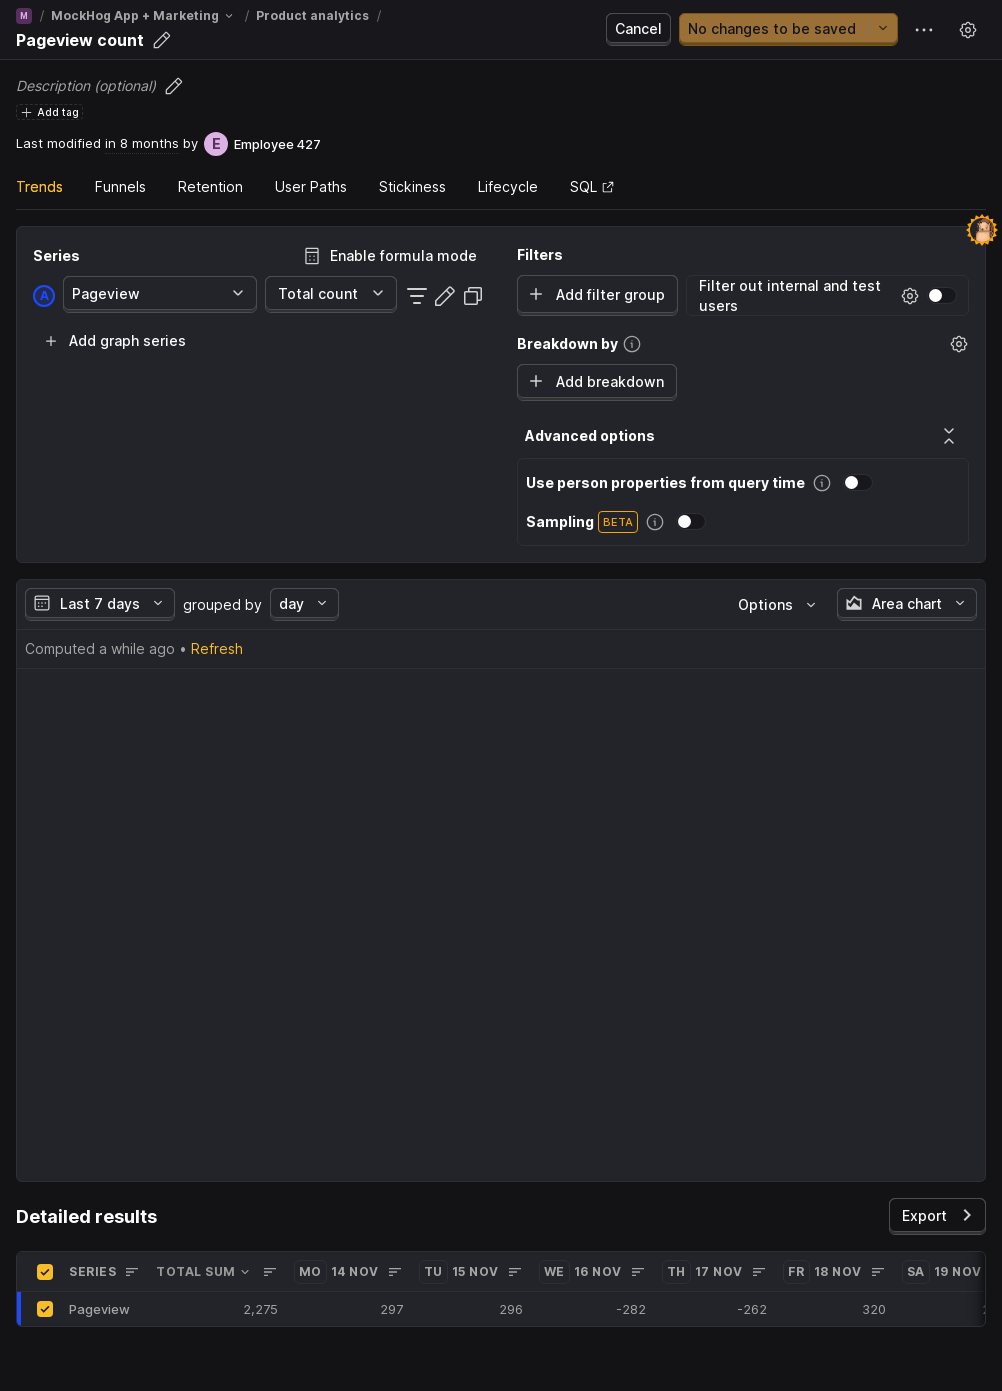 M / MockHog App + Marketing / Product analytics /
Pageview count
Cancel
No changes to be saved
Description (optional)
Add tag
Last modified in 8 months by E Employee 427
Trends Funnels Retention User Paths Stickiness Lifecycle SQL
Series
Enable formula mode
A Pageview Total count
Add graph series
Filters
Add filter group
Filter out internal and test
users
Breakdown by
Add breakdown
Advanced options
Use person properties from query time
Sampling BETA
Last 7 days grouped by day Options Area chart
Computed a while ago • Refresh
Detailed results
Export
SERIES TOTAL SUM MO 14 NOV TU 15 NOV WE 16 NOV TH 17 NOV FR 18 NOV SA 19 NOV
Pageview 2,275 297 296 -282 -262 320